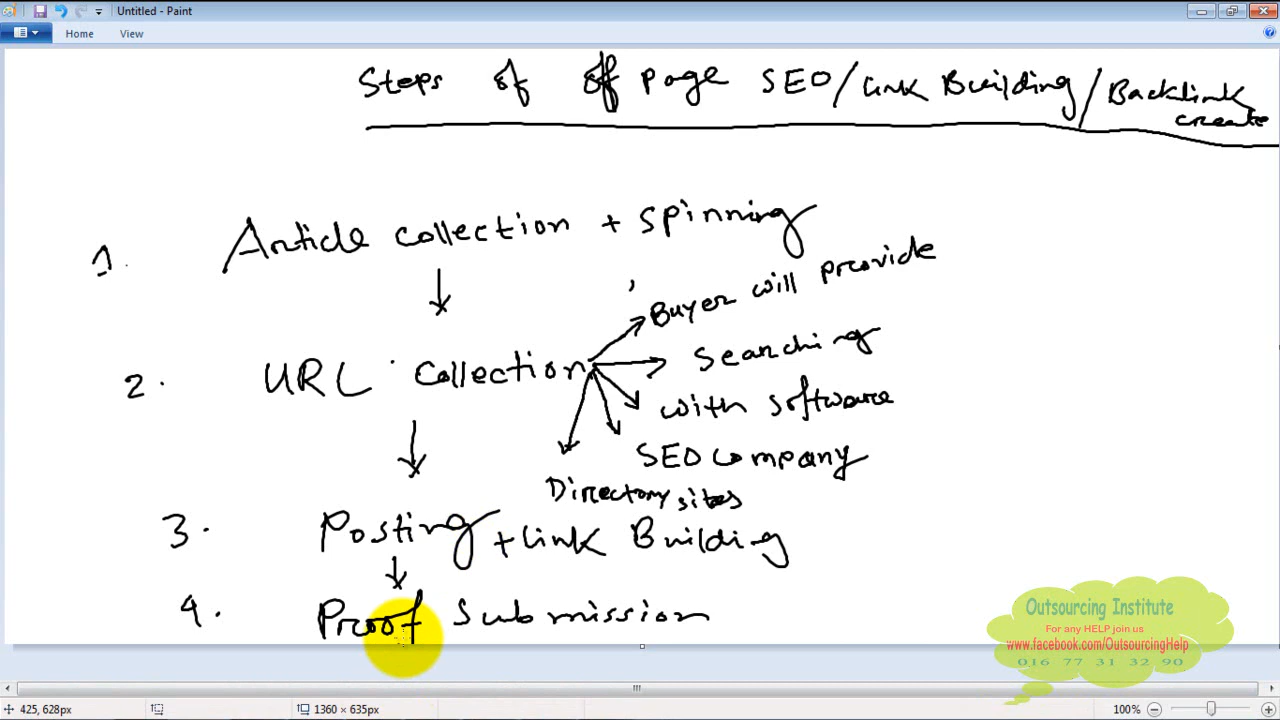 Untitled - Paint
Home View
Steps of off page SEO/Link Building/Backlink
create
1. Article collection + spinning
2. URL collection
Buyer will provide
Searching
with software
SEO company
Directory sites
3. Posting + Link Building
4. Proof Submission
Outsourcing Institute
For any HELP join us
www.facebook.com/OutsourcingHelp
016 77 31 32 90
425, 628px
1360 × 635px
100%